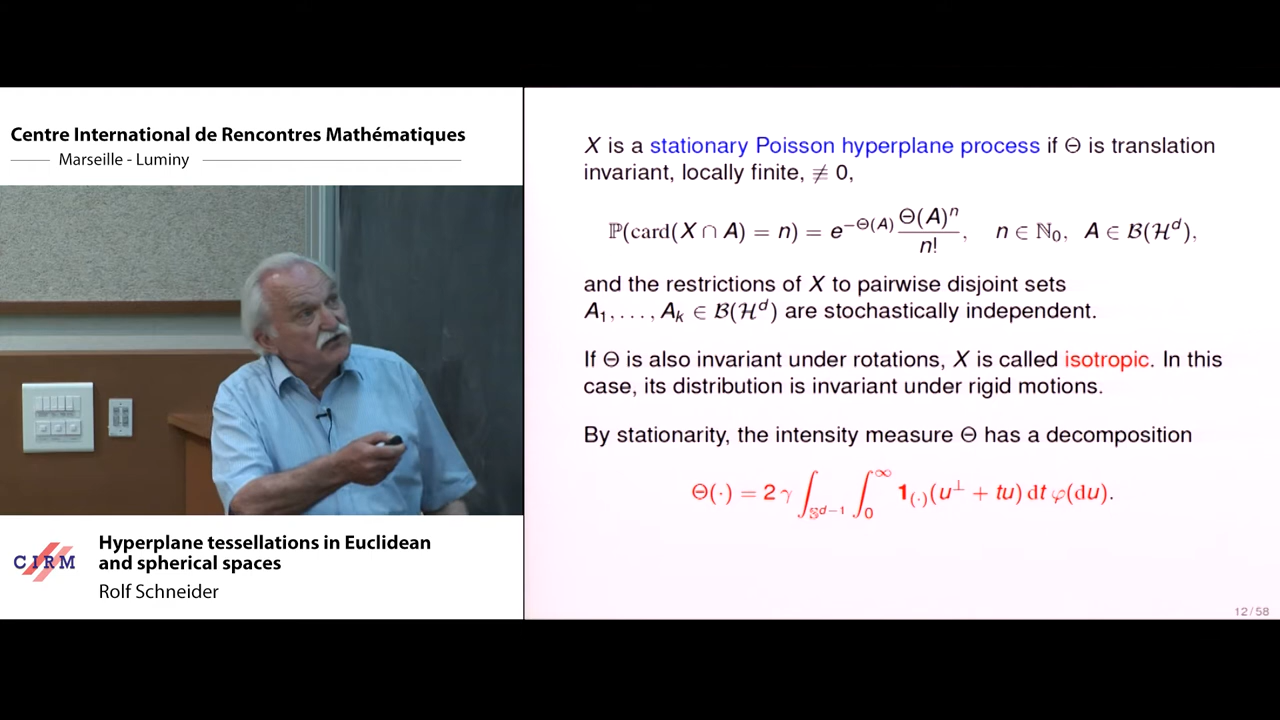 Centre International de Rencontres Mathématiques
Marseille - Luminy
CIRM
Hyperplane tessellations in Euclidean
and spherical spaces
Rolf Schneider
X is a stationary Poisson hyperplane process if Θ is translation
invariant, locally finite, ≢ 0,
ℙ(card(X ∩ A) = n) = e^{−Θ(A)} Θ(A)^n / n!, n ∈ ℕ₀, A ∈ 𝓑(𝓗^d),
and the restrictions of X to pairwise disjoint sets
A₁, . . . , A_k ∈ 𝓑(𝓗^d) are stochastically independent.
If Θ is also invariant under rotations, X is called isotropic. In this
case, its distribution is invariant under rigid motions.
By stationarity, the intensity measure Θ has a decomposition
Θ(·) = 2 γ ∫_{𝕊^{d−1}} ∫_0^∞ 𝟏_{(·)}(u^⊥ + tu) dt φ(du).
12 / 58